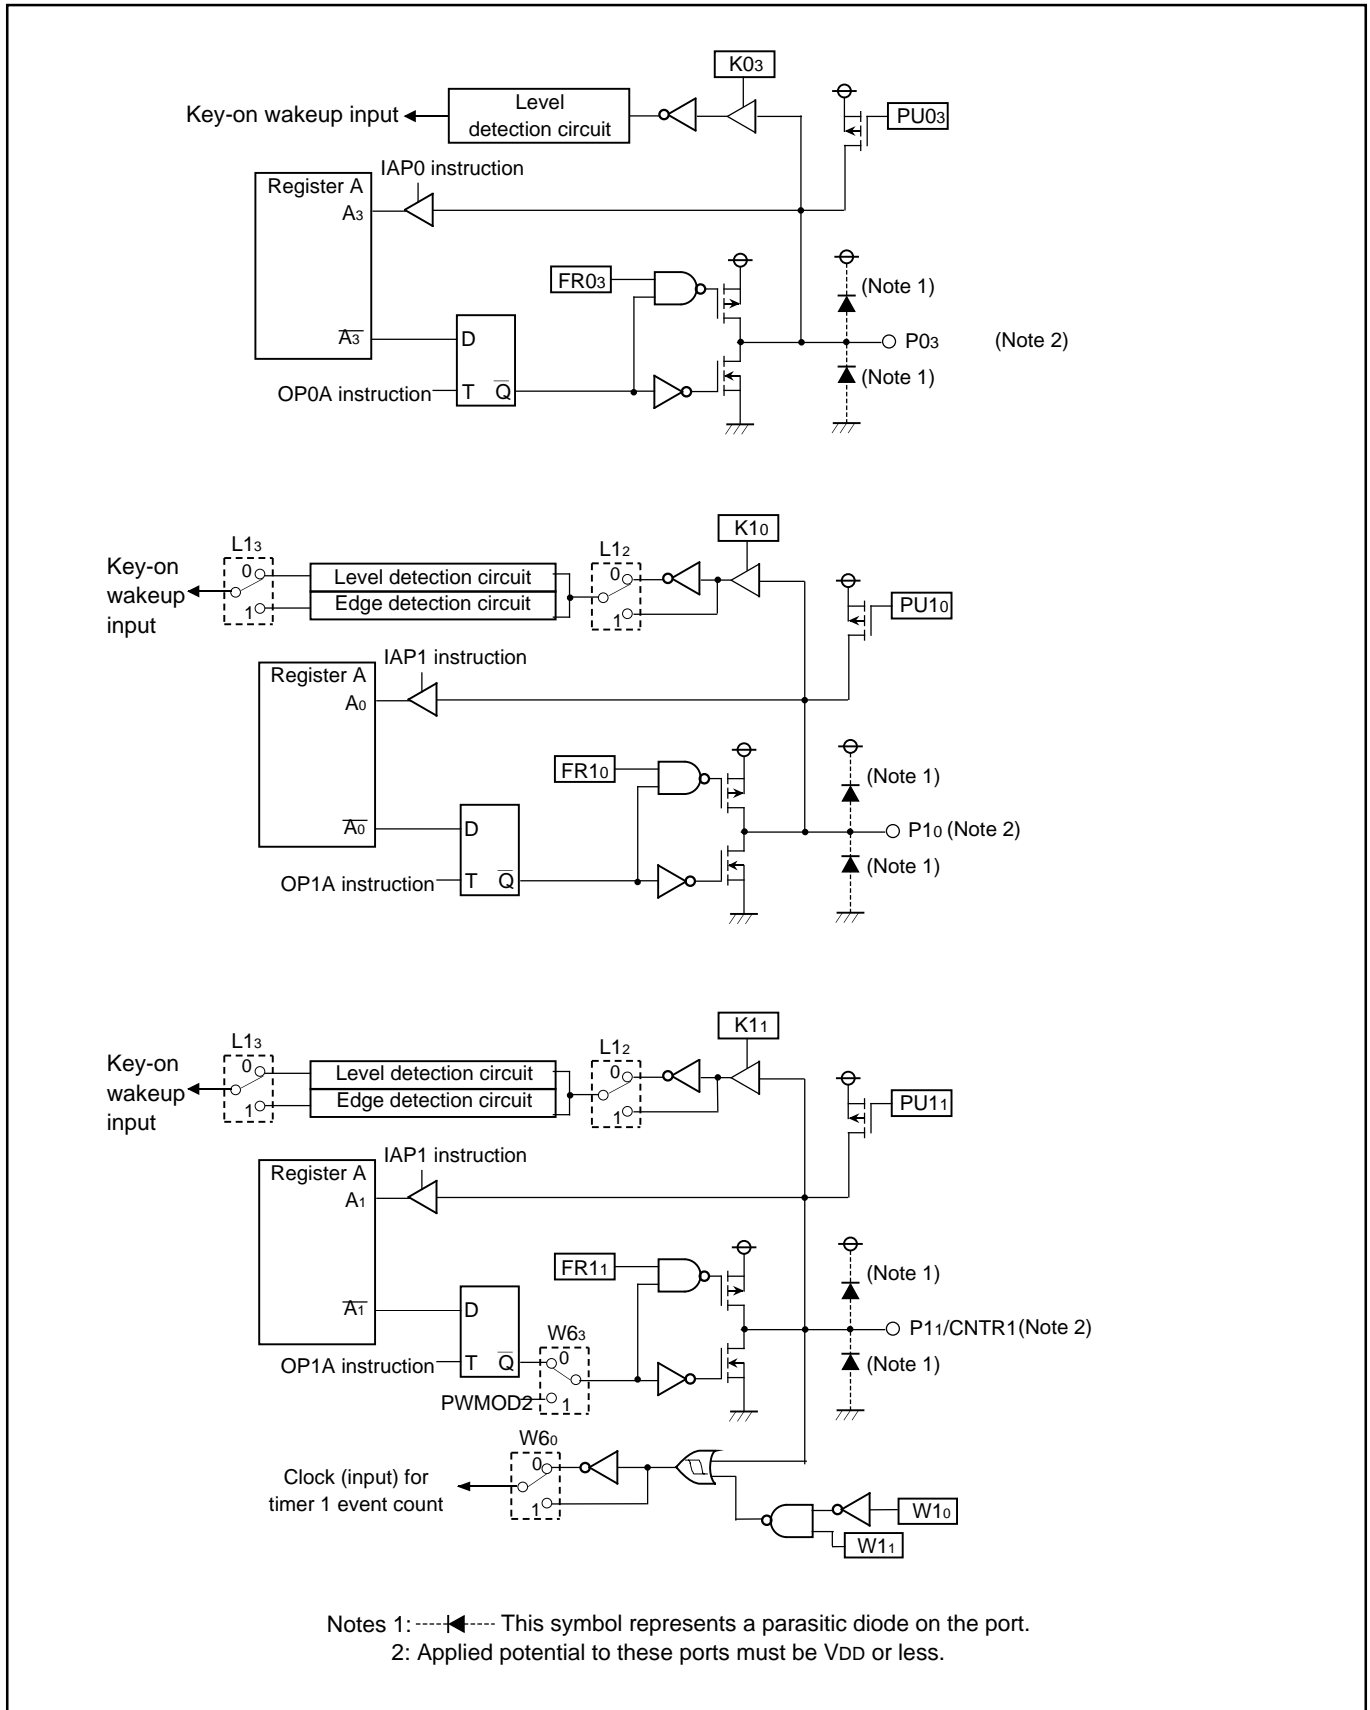 K03
Key-on wakeup input
Level
detection circuit
PU03
IAP0 instruction
Register A
A3
FR03
(Note 1)
A3
D
P03 (Note 2)
(Note 1)
OP0A instruction
T Q
K10
L13
L12
Key-on
wakeup
input
0
1
Level detection circuit
Edge detection circuit
0
1
PU10
IAP1 instruction
Register A
A0
FR10
(Note 1)
A0
D
P10 (Note 2)
(Note 1)
OP1A instruction
T Q
K11
L13
L12
Key-on
wakeup
input
0
1
Level detection circuit
Edge detection circuit
0
1
PU11
IAP1 instruction
Register A
A1
FR11
(Note 1)
A1
D
P11/CNTR1(Note 2)
W63
(Note 1)
OP1A instruction
T Q
0
PWMOD2
1
W60
Clock (input) for
timer 1 event count
0
1
W10
W11
Notes 1: This symbol represents a parasitic diode on the port.
2: Applied potential to these ports must be VDD or less.